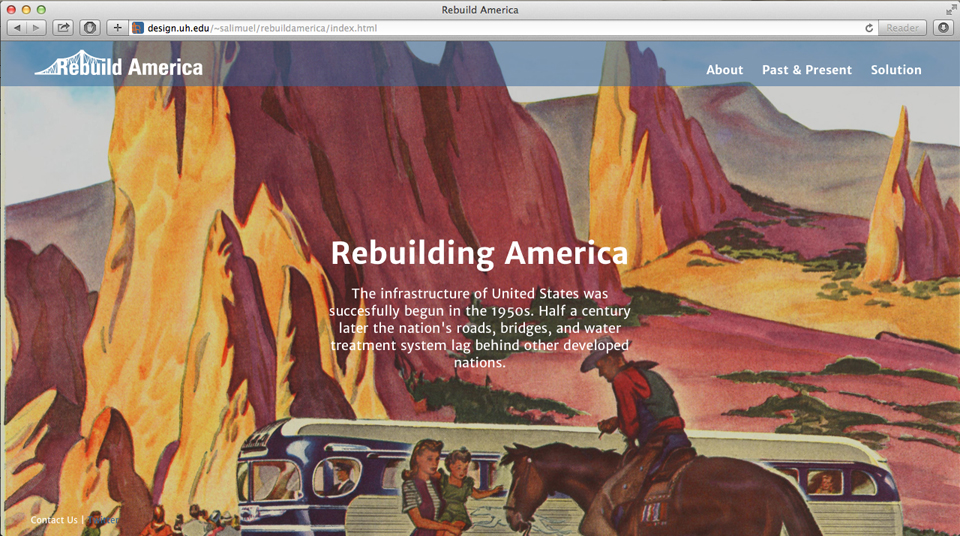 Rebuild America
design.uh.edu/~salimuel/rebuildamerica/index.html
Reader
Rebuild America
About Past & Present Solution
Rebuilding America
The infrastructure of United States was
succesfully begun in the 1950s. Half a century
later the nation's roads, bridges, and water
treatment system lag behind other developed
nations.
Contact Us |